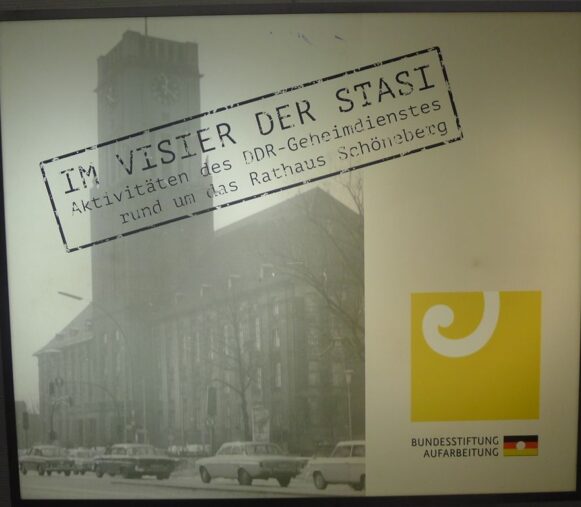 IM VISIER DER STASI
Aktivitäten des DDR-Geheimdienstes
rund um das Rathaus Schöneberg
BUNDESSTIFTUNG
AUFARBEITUNG